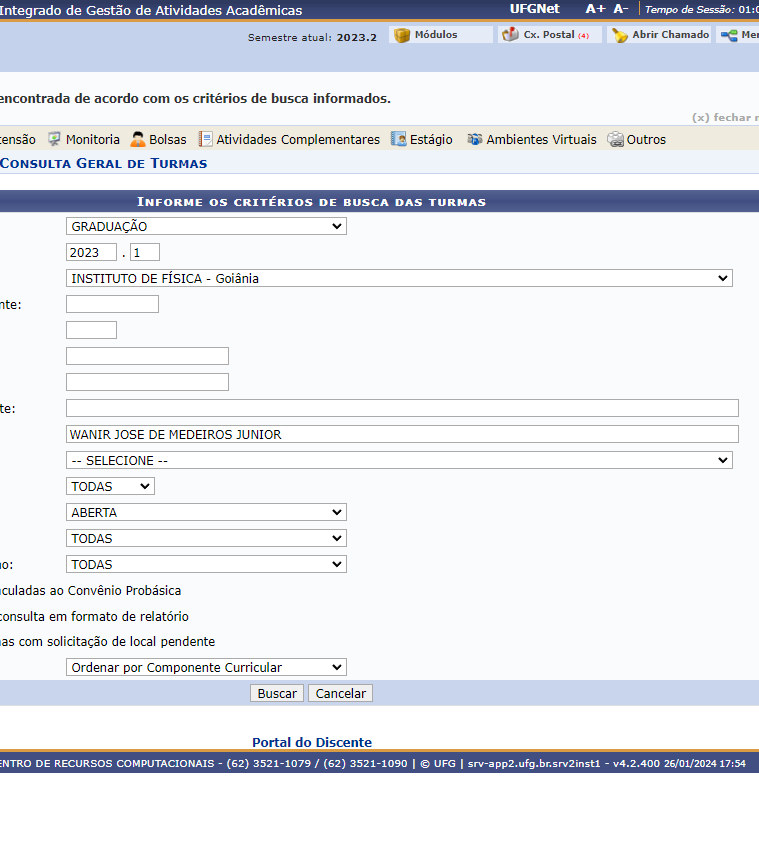 Integrado de Gestão de Atividades Acadêmicas UFGNet A+ A- Tempo de Sessão: 01:0
Semestre atual: 2023.2 Módulos Cx. Postal (4) Abrir Chamado Me
encontrada de acordo com os critérios de busca informados.
(x) fechar
tensão Monitoria Bolsas Atividades Complementares Estágio Ambientes Virtuais Outros
Consulta Geral de Turmas
Informe os critérios de busca das turmas
GRADUAÇÃO
2023 . 1
INSTITUTO DE FÍSICA - Goiânia
nte:
te:
WANIR JOSE DE MEDEIROS JUNIOR
-- SELECIONE --
TODAS
ABERTA
TODAS
o: TODAS
culadas ao Convênio Probásica
consulta em formato de relatório
as com solicitação de local pendente
Ordenar por Componente Curricular
Buscar Cancelar
Portal do Discente
ENTRO DE RECURSOS COMPUTACIONAIS - (62) 3521-1079 / (62) 3521-1090 | © UFG | srv-app2.ufg.br.srv2inst1 - v4.2.400 26/01/2024 17:54